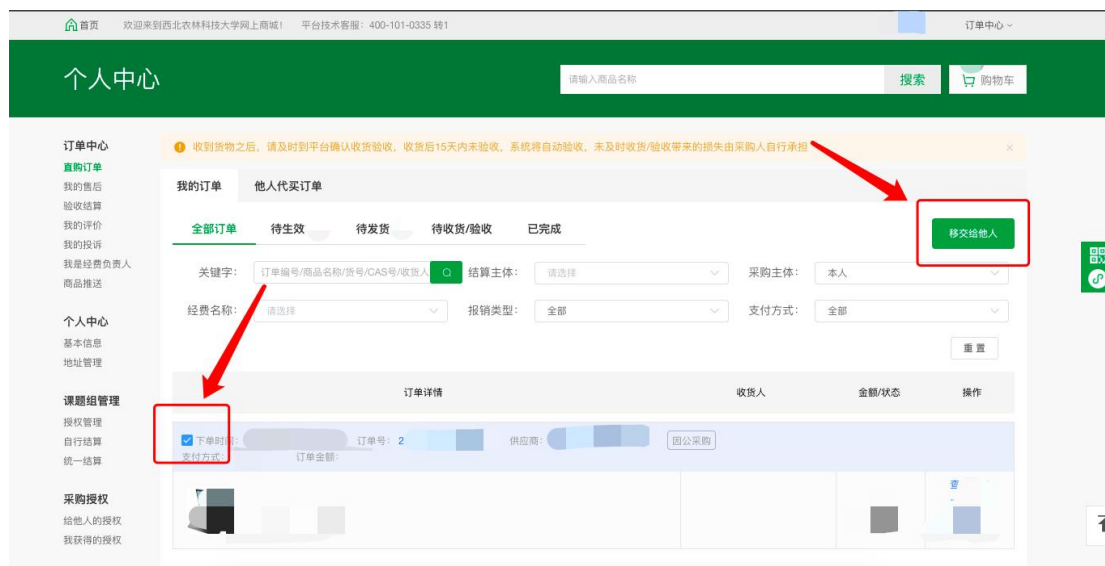 首页 欢迎来到西北农林科技大学网上商城! 平台技术客服：400-101-0335 转1 订单中心
个人中心 请输入商品名称 搜索 购物车
订单中心
直购订单
我的售后
验收结算
我的评价
我的投诉
我是经费负责人
商品推送
个人中心
基本信息
地址管理
课题组管理
授权管理
自行结算
统一结算
采购授权
给他人的授权
我获得的授权
收到货物之后，请及时到平台确认收货验收，收货后15天内未验收，系统将自动验收，未及时收货/验收带来的损失由采购人自行承担
我的订单 他人代买订单
全部订单 待生效 待发货 待收货/验收 已完成 移交给他人
关键字： 订单编号/商品名称/货号/CAS号/收货人 结算主体： 请选择 采购主体： 本人
经费名称： 请选择 报销类型： 全部 支付方式： 全部
重置
订单详情 收货人 金额/状态 操作
下单时间： 订单号：2 供应商： 因公采购
支付方式： 订单金额：
查